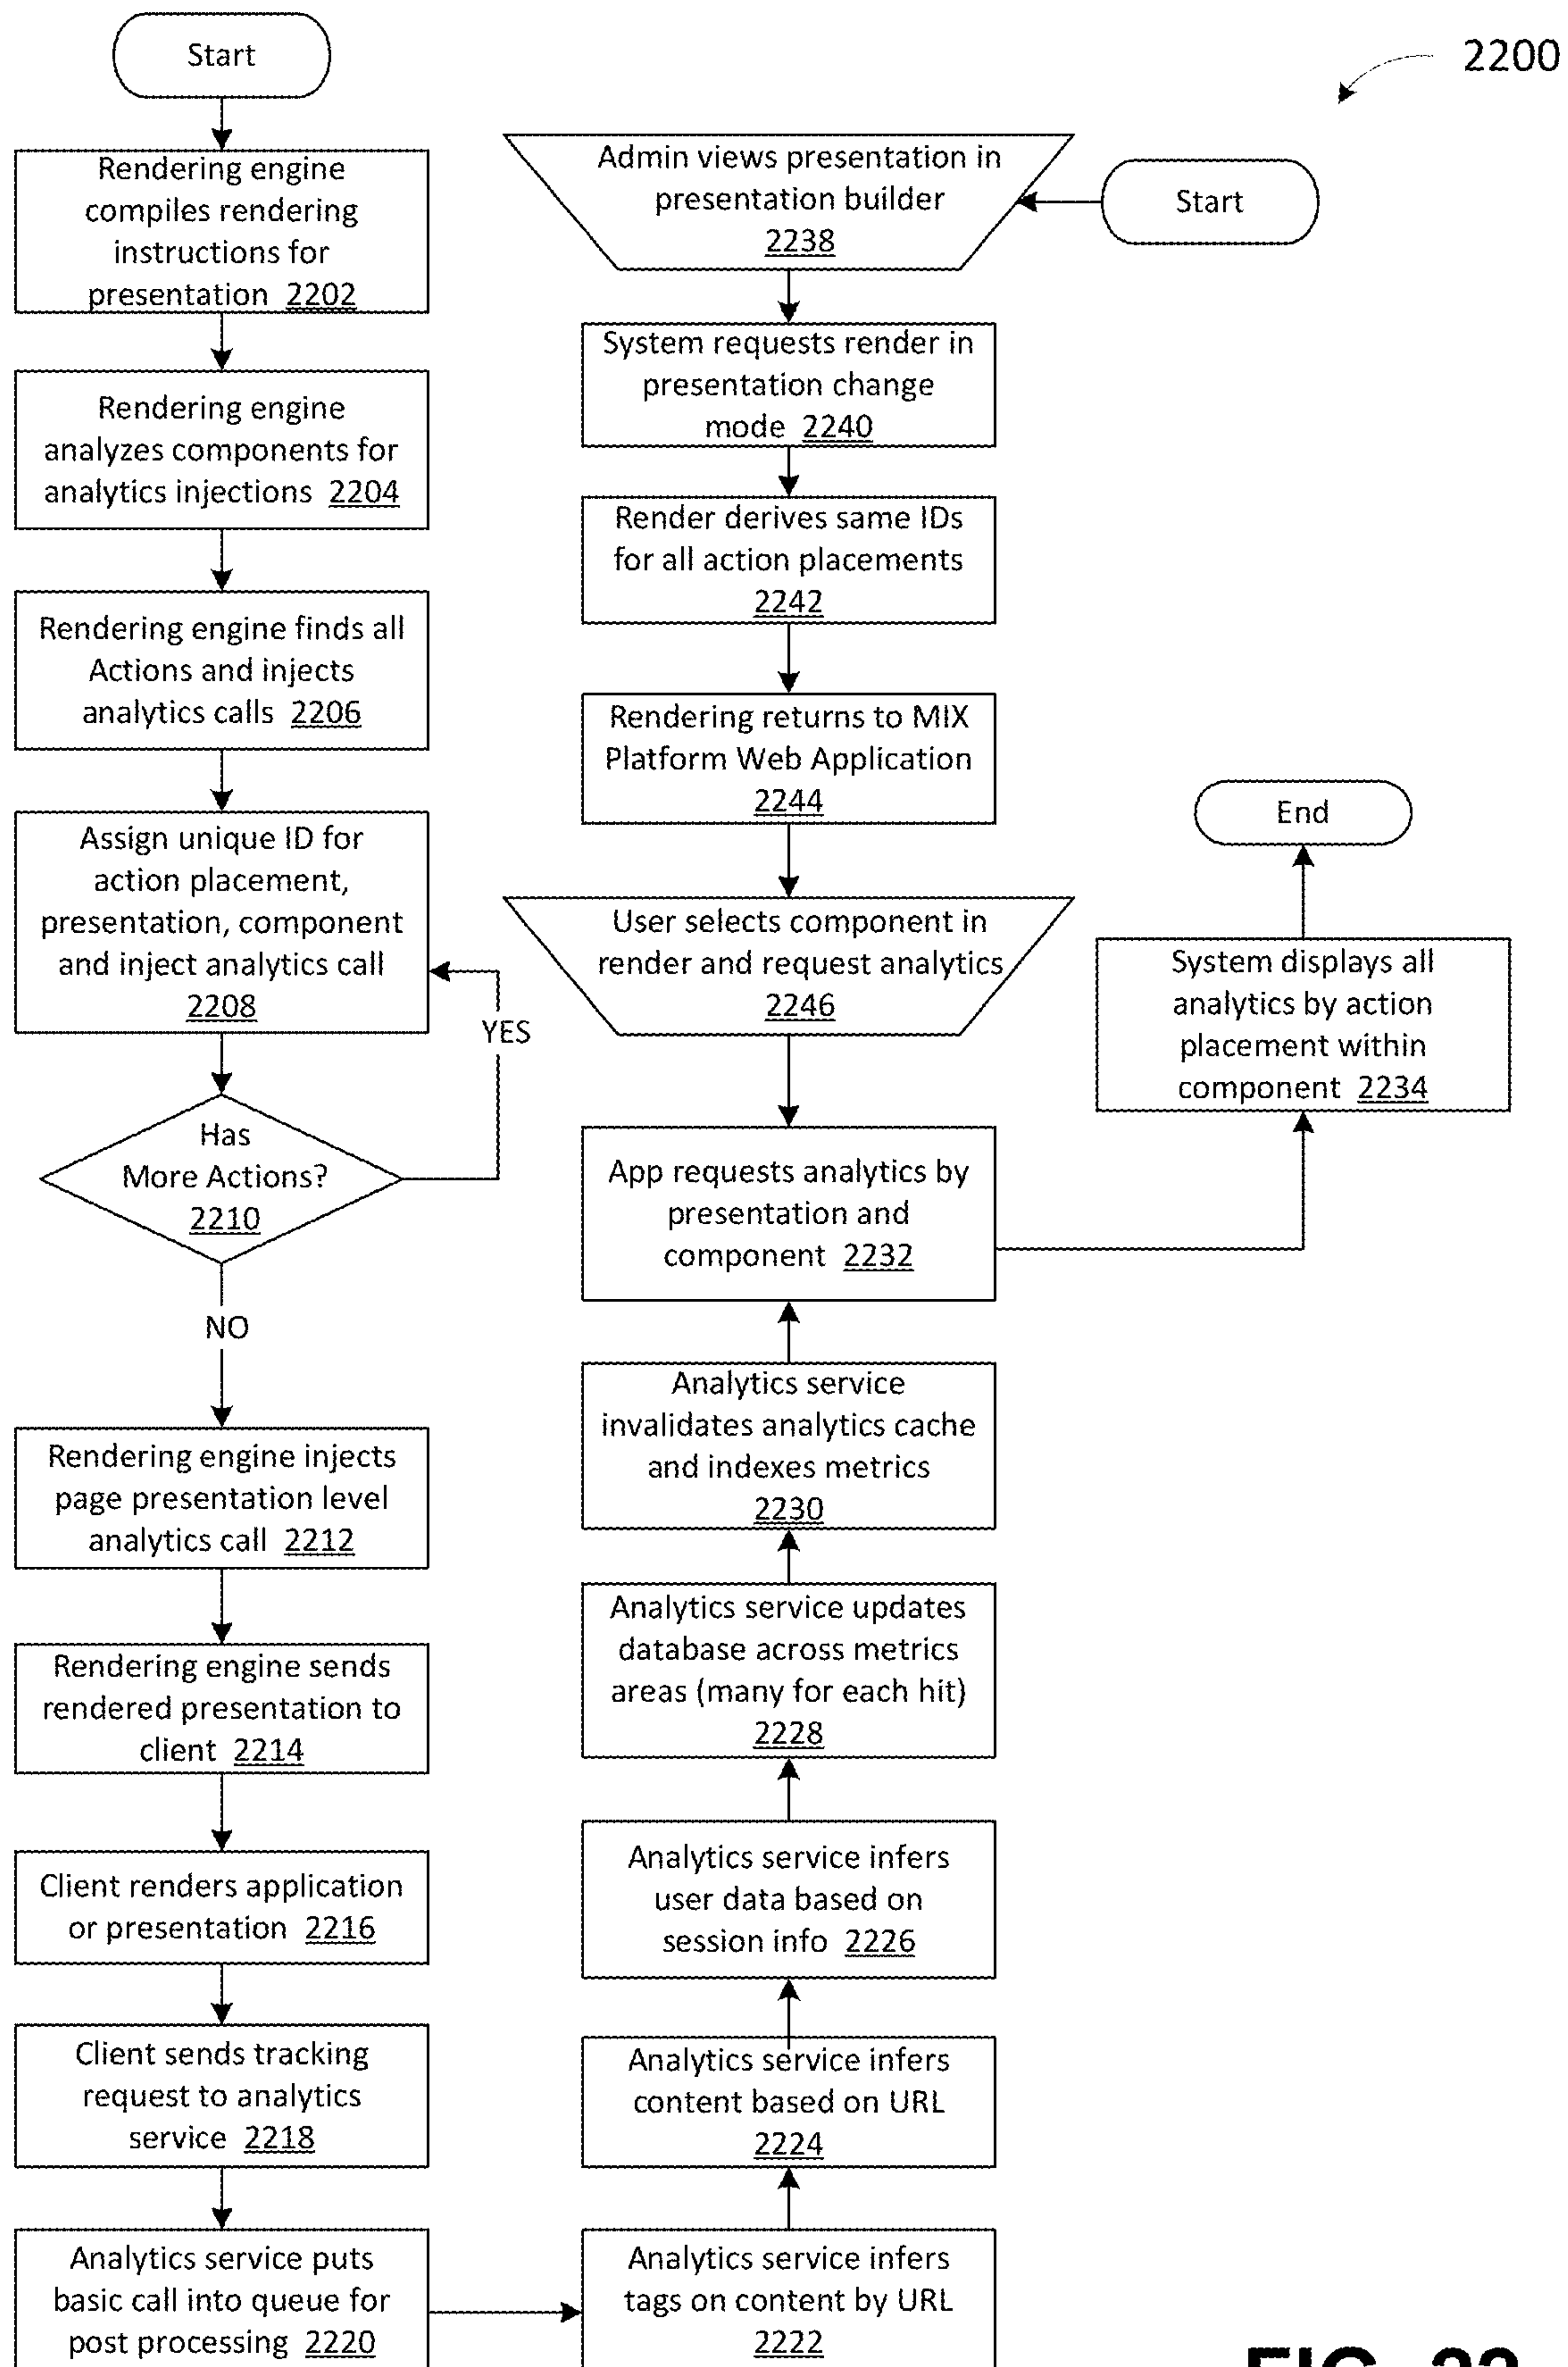 Start
Rendering engine
compiles rendering
instructions for
presentation 2202
Rendering engine
analyzes components for
analytics injections 2204
Rendering engine finds all
Actions and injects
analytics calls 2206
Assign unique ID for
action placement,
presentation, component
and inject analytics call
2208
YES
Has
More Actions?
2210
NO
Rendering engine injects
page presentation level
analytics call 2212
Rendering engine sends
rendered presentation to
client 2214
Client renders application
or presentation 2216
Client sends tracking
request to analytics
service 2218
Analytics service puts
basic call into queue for
post processing 2220
2200
Start
Admin views presentation in
presentation builder
2238
System requests render in
presentation change
mode 2240
Render derives same IDs
for all action placements
2242
Rendering returns to MIX
Platform Web Application
2244
User selects component in
render and request analytics
2246
App requests analytics by
presentation and
component 2232
Analytics service
invalidates analytics cache
and indexes metrics
2230
Analytics service updates
database across metrics
areas (many for each hit)
2228
Analytics service infers
user data based on
session info 2226
Analytics service infers
content based on URL
2224
Analytics service infers
tags on content by URL
2222
End
System displays all
analytics by action
placement within
component 2234